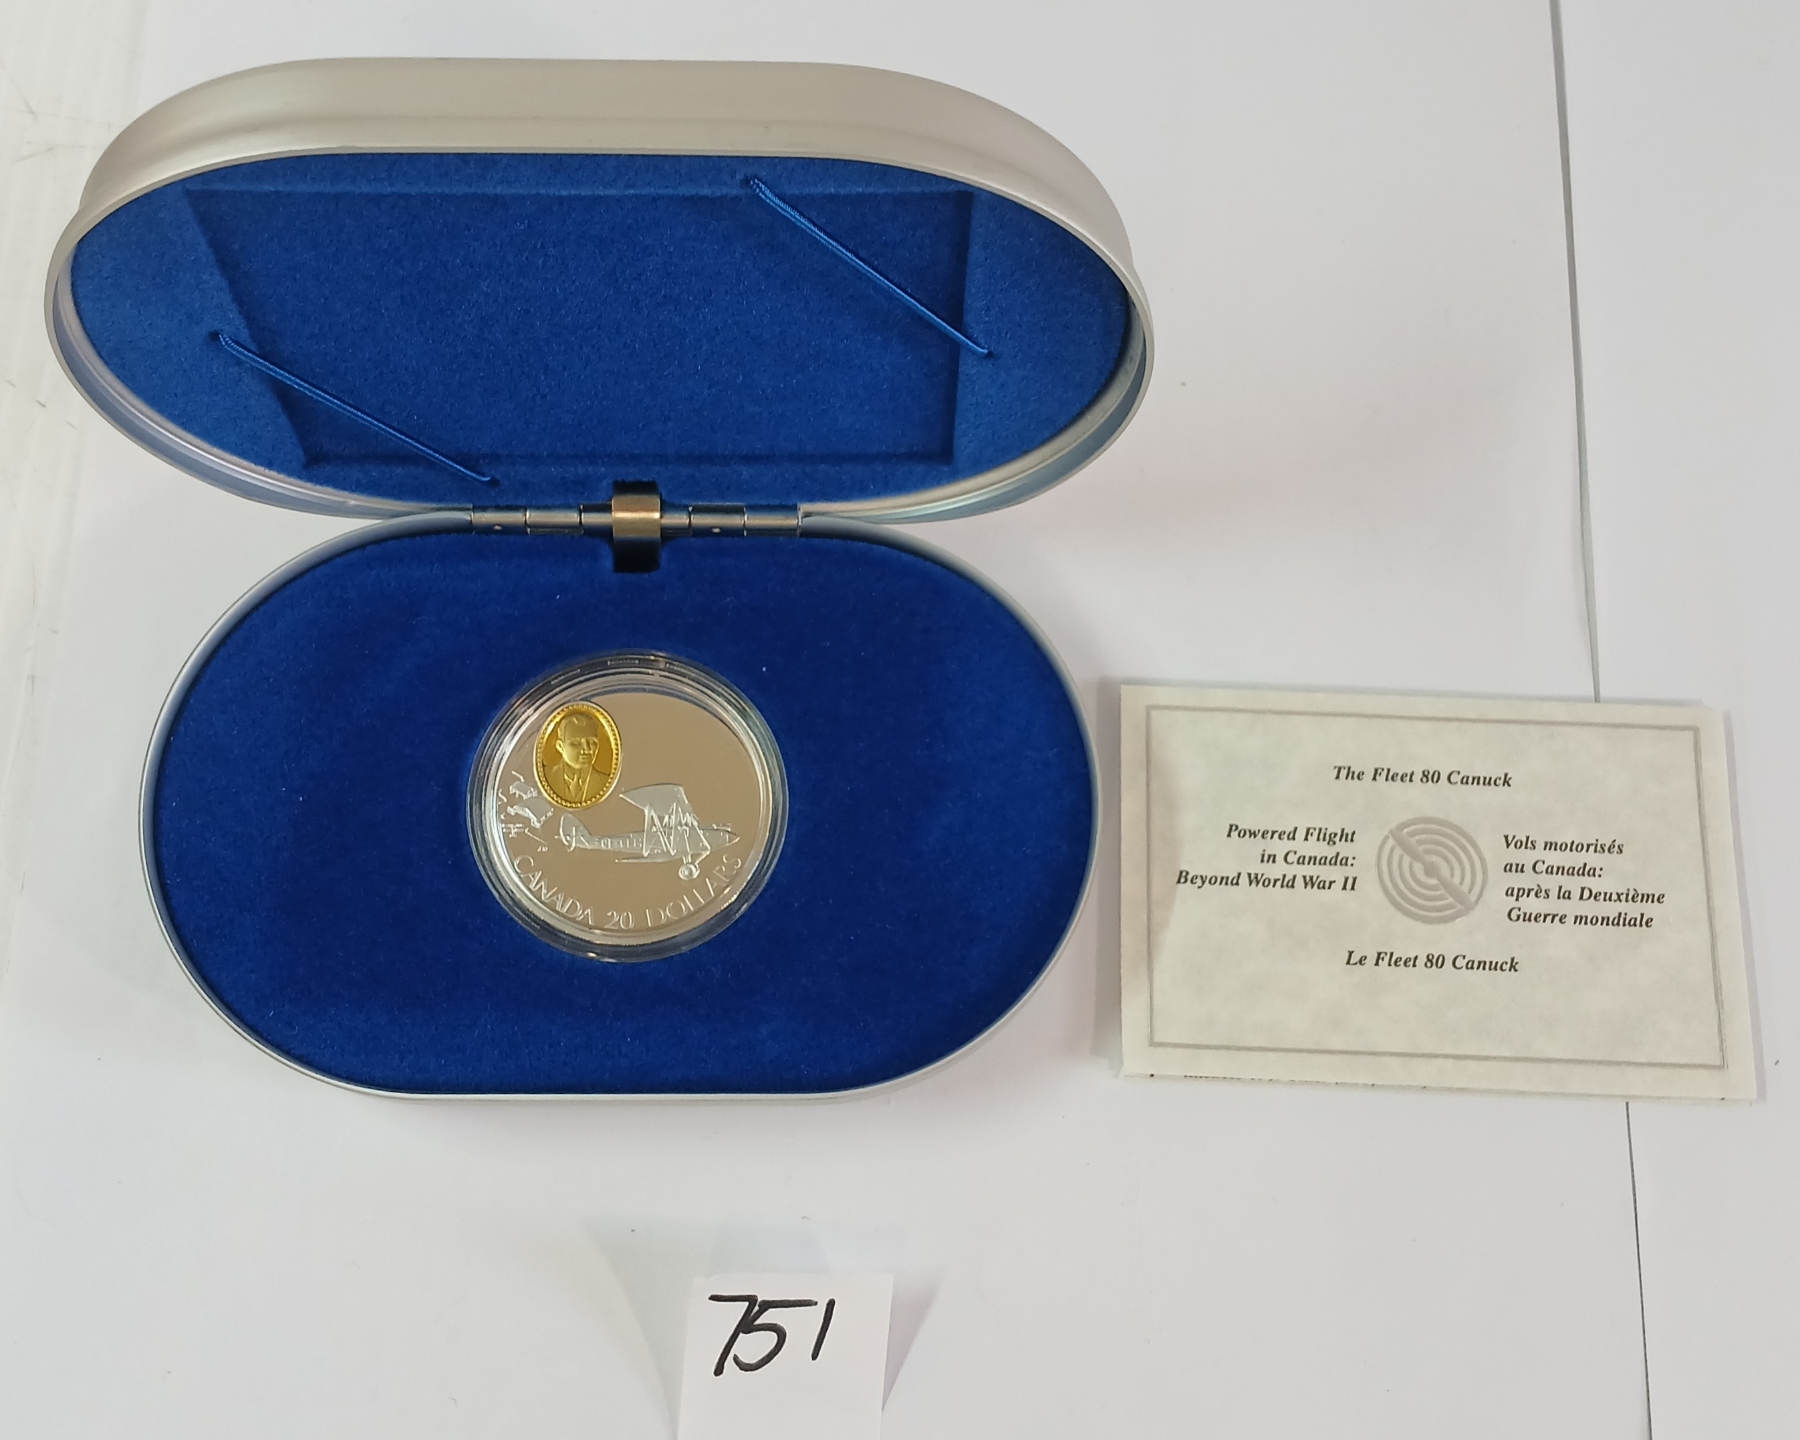 CANADA 20 DOLLARS
The Fleet 80 Canuck
Powered Flight
in Canada:
Beyond World War II
Vols motorisés
au Canada:
après la Deuxième
Guerre mondiale
Le Fleet 80 Canuck
751